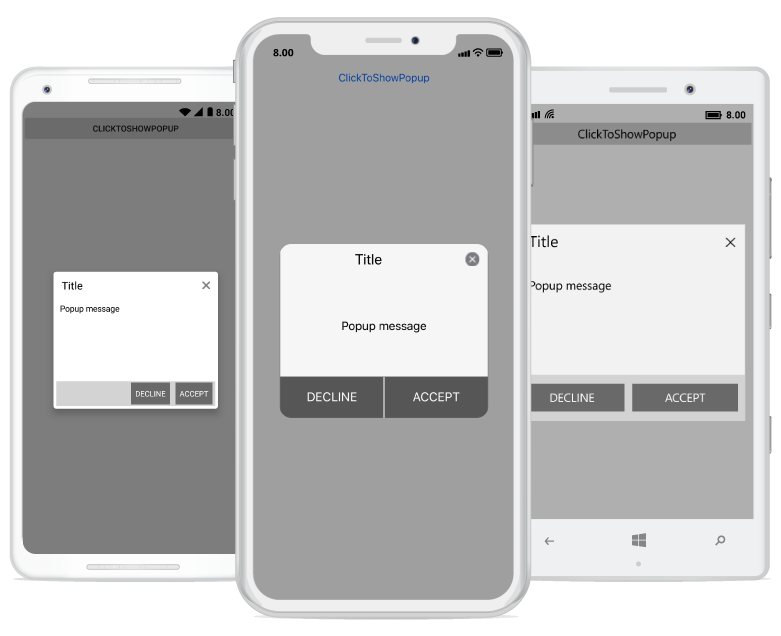 8.00
CLICKTOSHOWPOPUP
Title
Popup message
DECLINE
ACCEPT
8.00
ClickToShowPopup
Title
Popup message
DECLINE
ACCEPT
8.00
ClickToShowPopup
Title
Popup message
DECLINE
ACCEPT